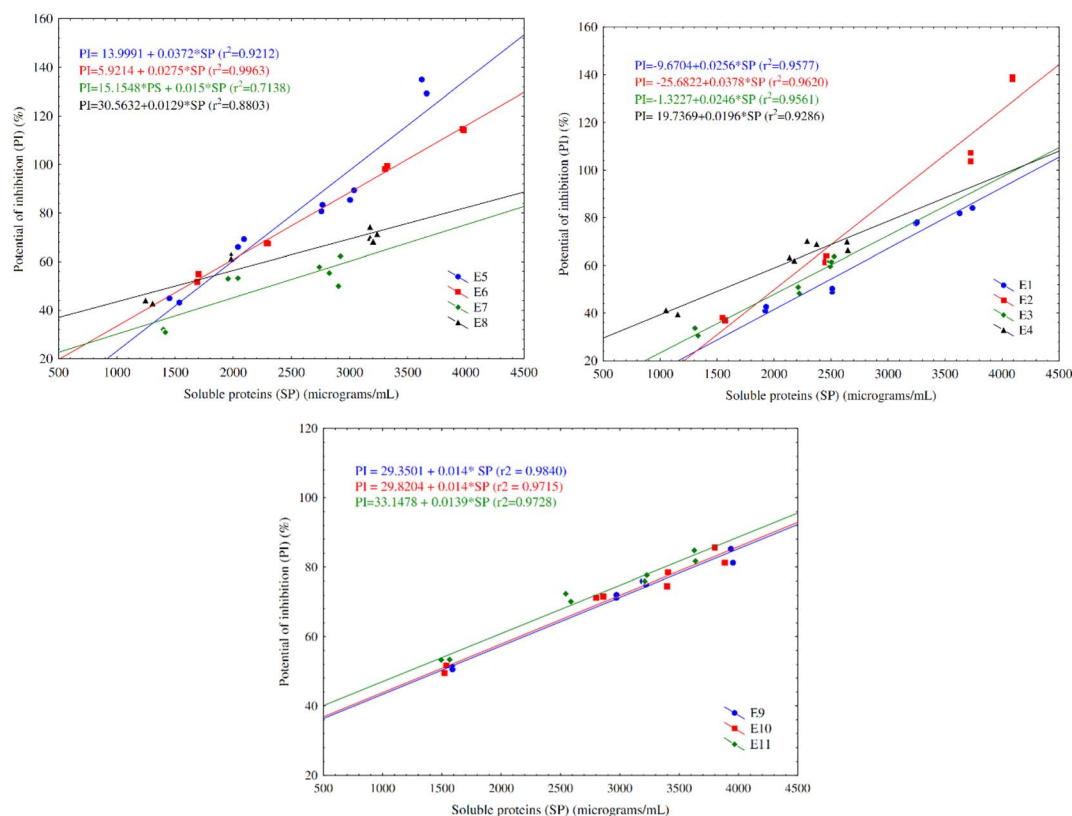 160
140
120
100
80
60
40
20
Potential of inhibition (PI) (%)
PI= 13.9991 + 0.0372*SP (r²=0.9212)
PI=5.9214 + 0.0275*SP (r²=0.9963)
PI=15.1548*PS + 0.015*SP (r²=0.7138)
PI=30.5632+0.0129*SP (r²=0.8803)
E5
E6
E7
E8
500 1000 1500 2000 2500 3000 3500 4000 4500
Soluble proteins (SP) (micrograms/mL)
160
140
120
100
80
60
40
20
Potential of inhibition (PI) (%)
PI=-9.6704+0.0256*SP (r²=0.9577)
PI= -25.6822+0.0378*SP (r²=0.9620)
PI=-1.3227+0.0246*SP (r²=0.9561)
PI= 19.7369+0.0196*SP (r²=0.9286)
E1
E2
E3
E4
500 1000 1500 2000 2500 3000 3500 4000 4500
Soluble proteins (SP) (micrograms/mL)
120
100
80
60
40
20
Potential of inhibition (PI) (%)
PI = 29.3501 + 0.014* SP (r2 = 0.9840)
PI = 29.8204 + 0.014*SP (r2 = 0.9715)
PI=33.1478 + 0.0139*SP (r2=0.9728)
E9
E10
E11
500 1000 1500 2000 2500 3000 3500 4000 4500
Soluble proteins (SP) (micrograms/mL)